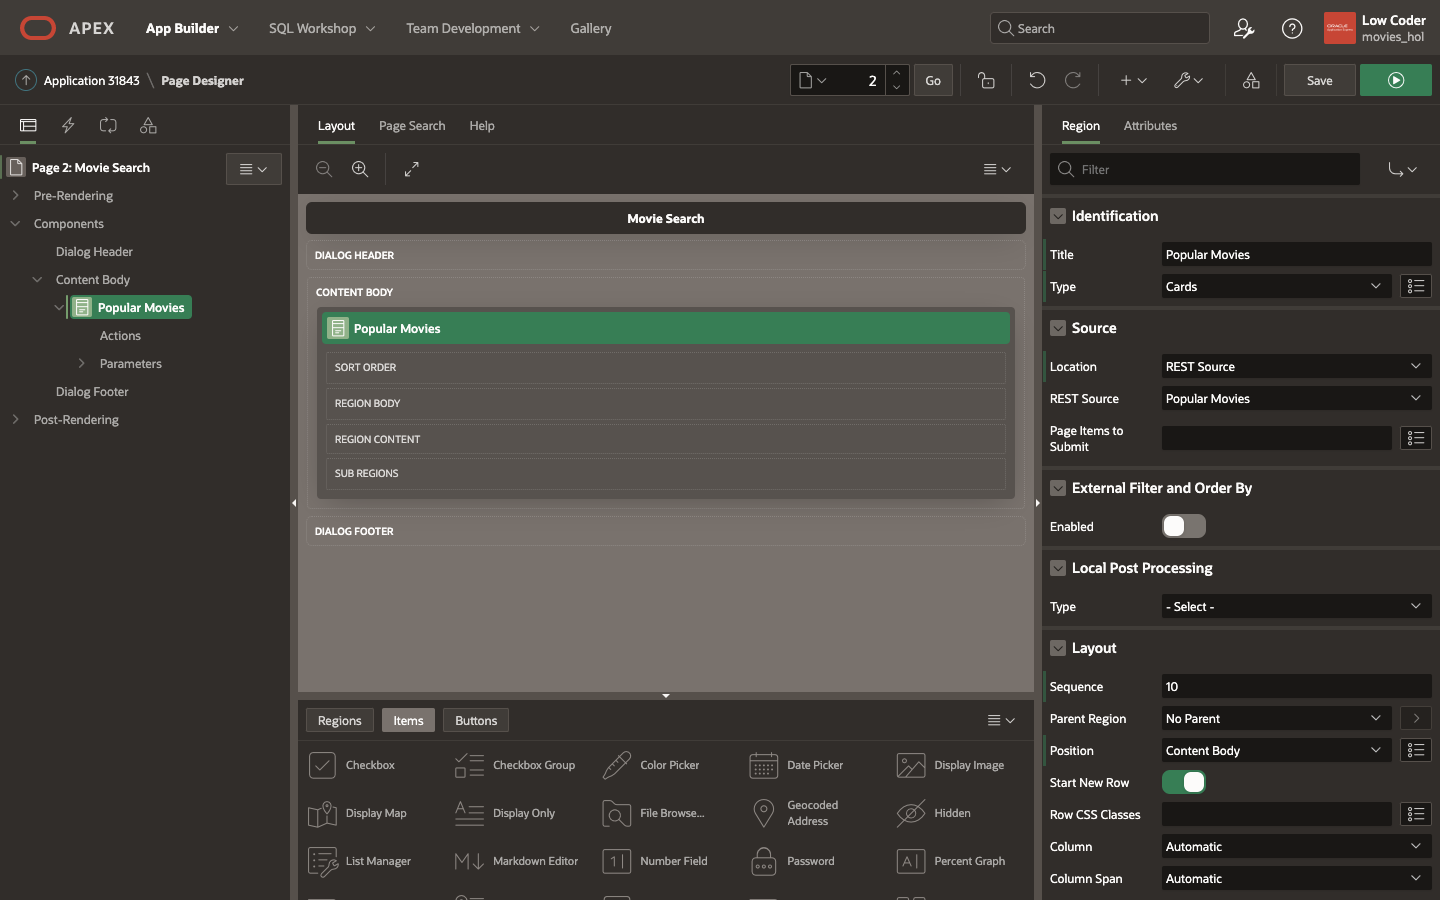 APEX
App Builder
SQL Workshop
Team Development
Gallery
Search
Low Coder
movies_hol
Application 31843 \ Page Designer
2
Go
Save
Page 2: Movie Search
Pre-Rendering
Components
Dialog Header
Content Body
Popular Movies
Actions
Parameters
Dialog Footer
Post-Rendering
Layout
Page Search
Help
Movie Search
DIALOG HEADER
CONTENT BODY
Popular Movies
SORT ORDER
REGION BODY
REGION CONTENT
SUB REGIONS
DIALOG FOOTER
Regions
Items
Buttons
Checkbox
Checkbox Group
Color Picker
Date Picker
Display Image
Display Map
Display Only
File Browse...
Geocoded
Address
Hidden
List Manager
Markdown Editor
Number Field
Password
Percent Graph
Region
Attributes
Filter
Identification
Title
Popular Movies
Type
Cards
Source
Location
REST Source
REST Source
Popular Movies
Page Items to
Submit
External Filter and Order By
Enabled
Local Post Processing
Type
- Select -
Layout
Sequence
10
Parent Region
No Parent
Position
Content Body
Start New Row
Row CSS Classes
Column
Automatic
Column Span
Automatic